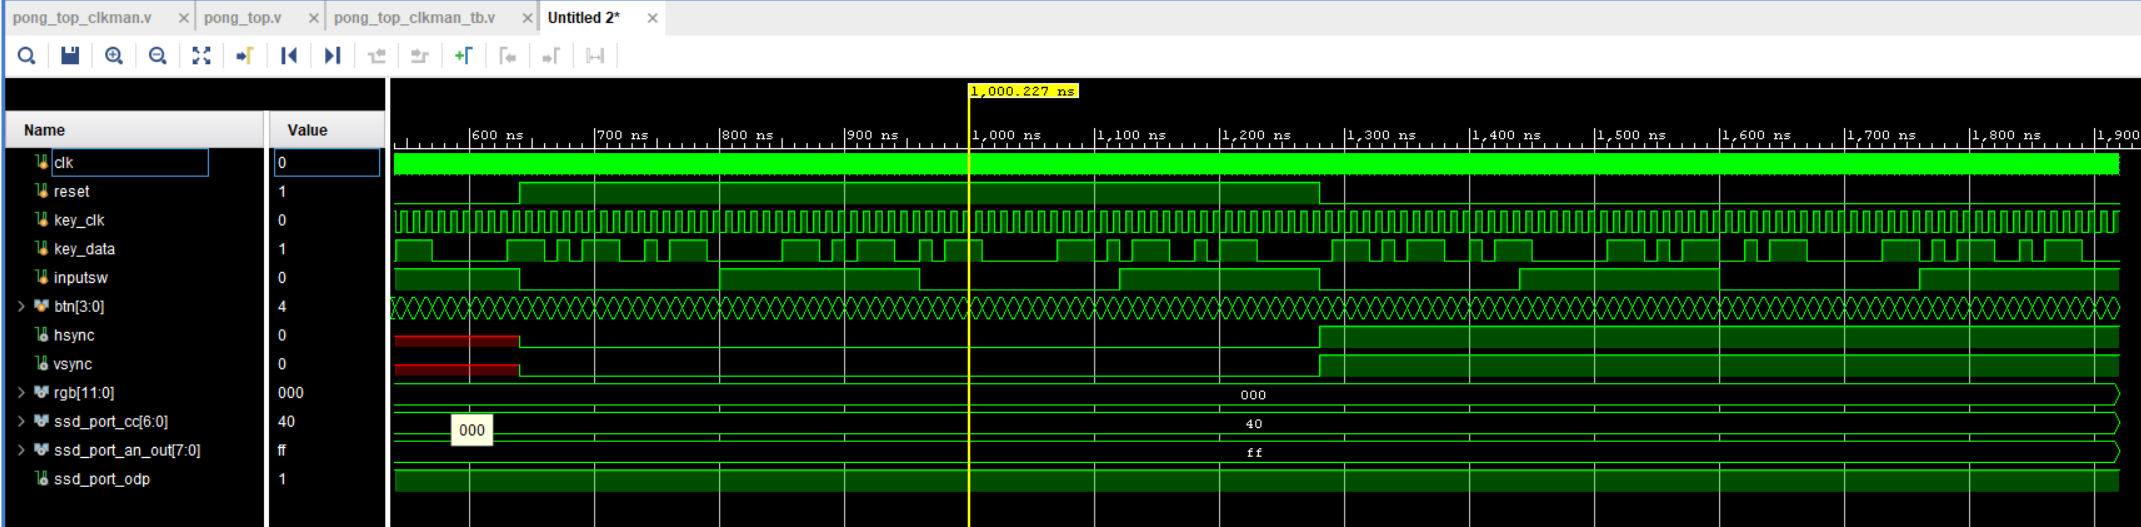 pong_top_clkman.v × pong_top.v × pong_top_clkman_tb.v × Untitled 2* ×
1,000.227 ns
Name Value
600 ns 700 ns 800 ns 900 ns 1,000 ns 1,100 ns 1,200 ns 1,300 ns 1,400 ns 1,500 ns 1,600 ns 1,700 ns 1,800 ns 1,900
clk 0
reset 1
key_clk 0
key_data 1
inputsw 0
btn[3:0] 4
hsync 0
vsync 0
rgb[11:0] 000 000
ssd_port_cc[6:0] 40 40
000
ssd_port_an_out[7:0] ff ff
ssd_port_odp 1